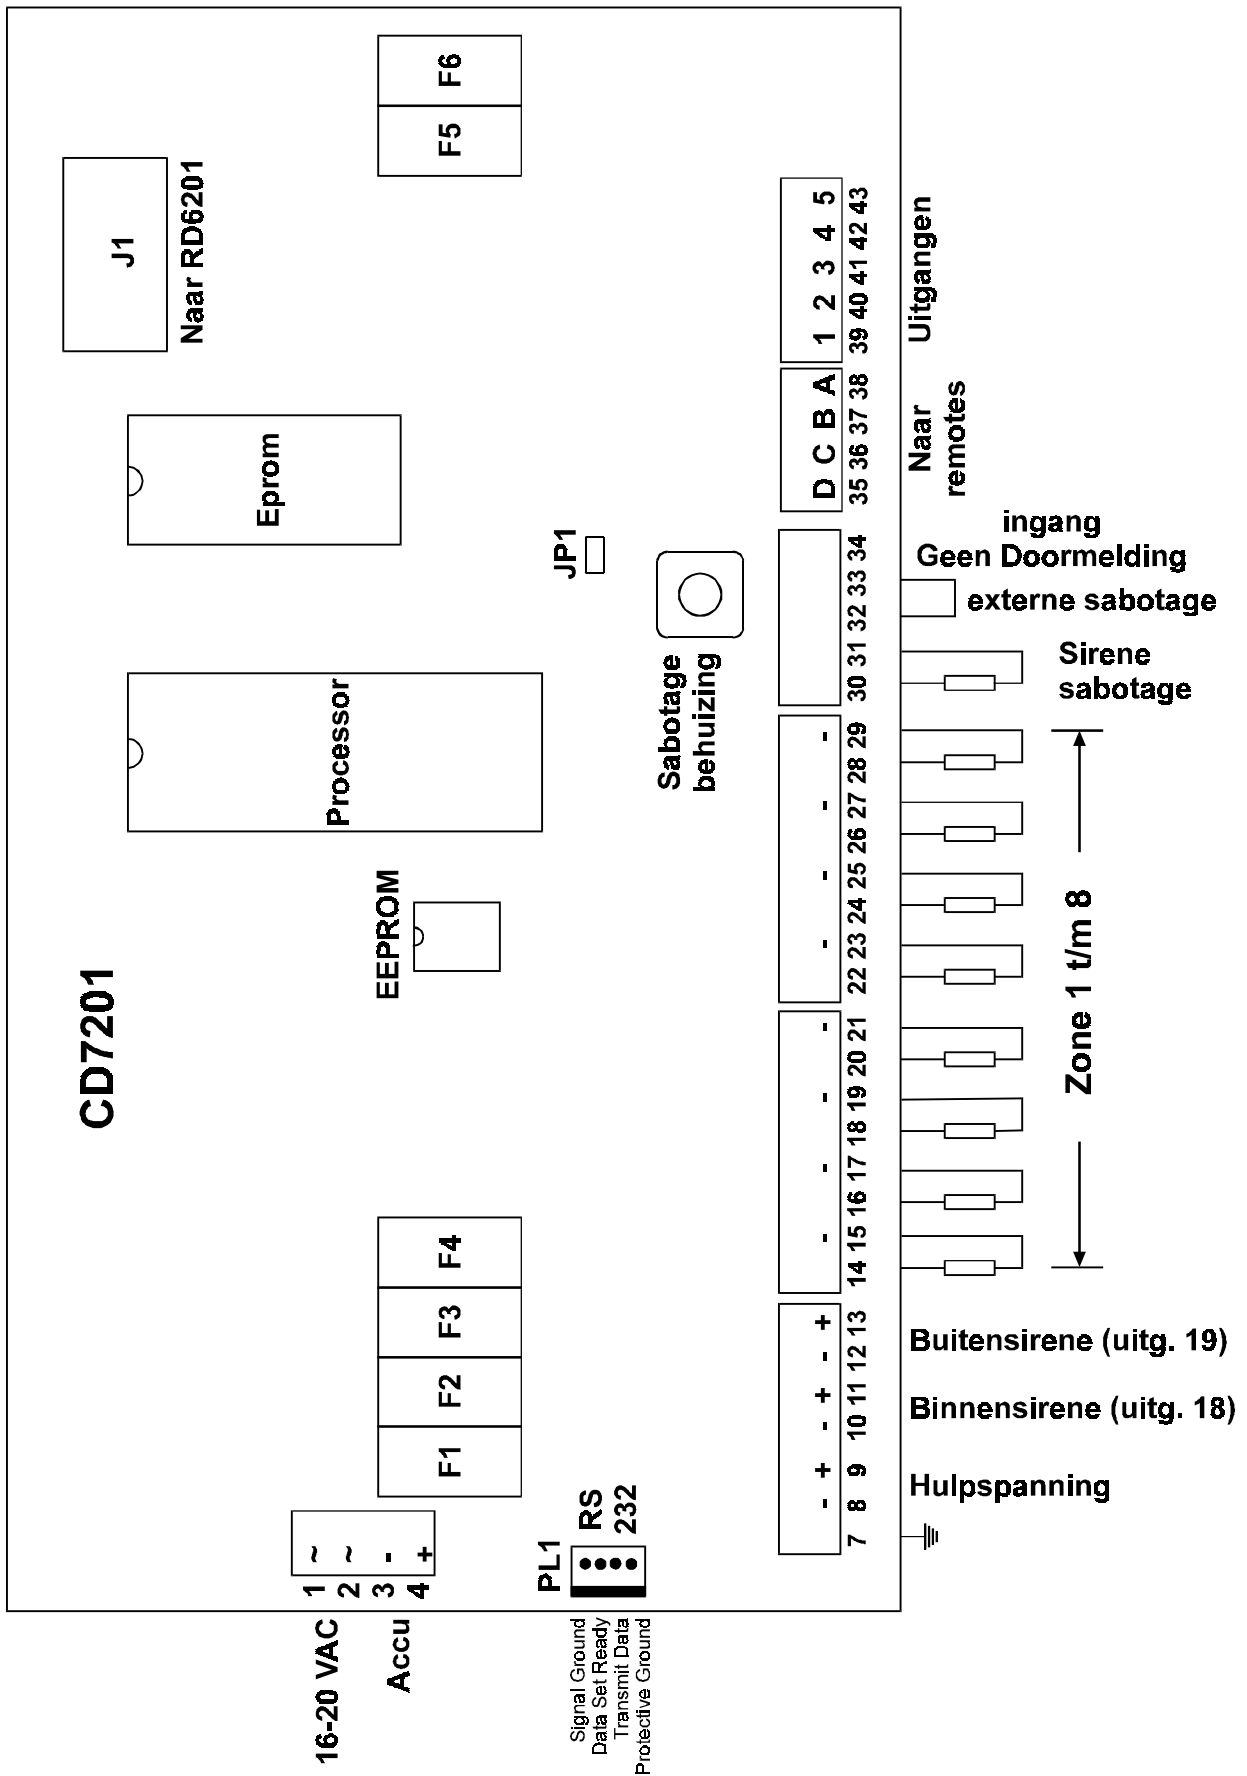 F6
F5
J1
Naar RD6201
1 2 3 4 5
39 40 41 42 43
Uitgangen
D C B A
35 36 37 38
Naar
remotes
Eprom
JP1
30 31 32 33 34
ingang
Geen Doormelding
externe sabotage
Sirene
sabotage
Sabotage
behuizing
Processor
EEPROM
CD7201
- - - -
22 23 24 25 26 27 28 29
- - - -
14 15 16 17 18 19 20 21
Zone 1 t/m 8
F1 F2 F3 F4
- + - + - +
7 8 9 10 11 12 13
Buitensirene (uitg. 19)
Binnensirene (uitg. 18)
Hulpspanning
1 ~
2 ~
3 -
4 +
16-20 VAC
Accu
PL1
RS
232
Signal Ground
Data Set Ready
Transmit Data
Protective Ground